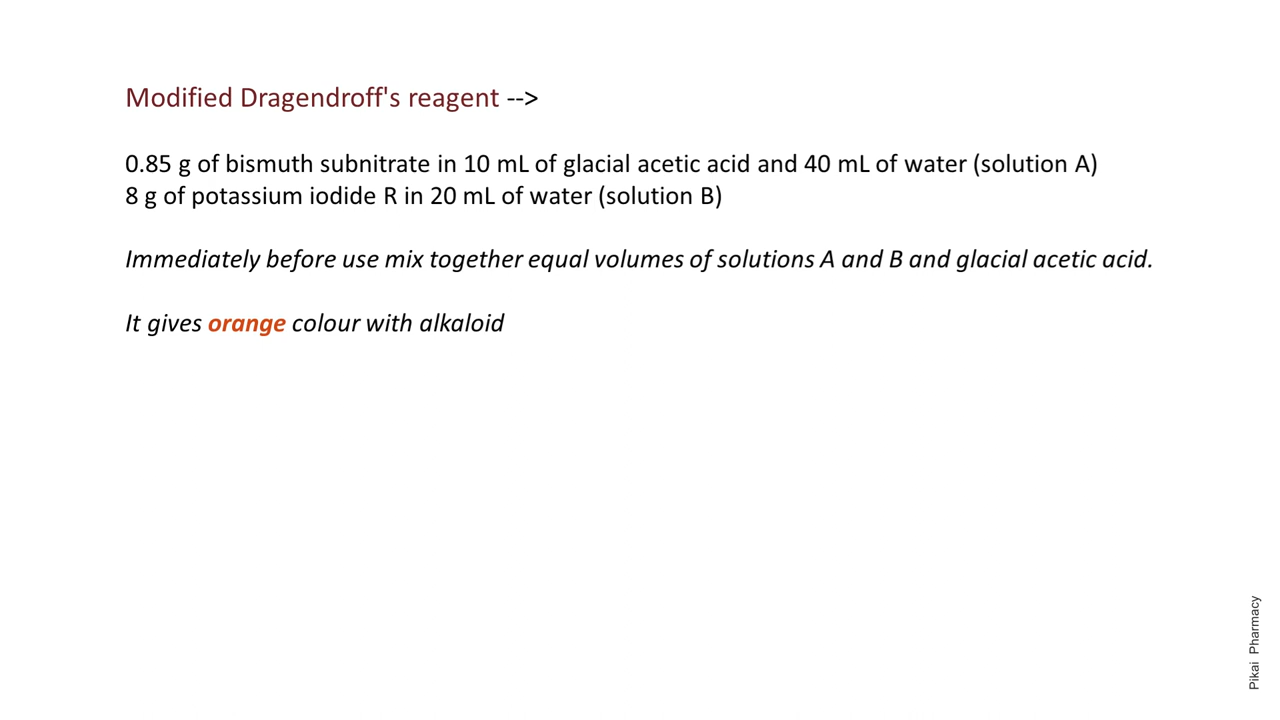 Modified Dragendroff's reagent -->
0.85 g of bismuth subnitrate in 10 mL of glacial acetic acid and 40 mL of water (solution A)
8 g of potassium iodide R in 20 mL of water (solution B)
Immediately before use mix together equal volumes of solutions A and B and glacial acetic acid.
It gives orange colour with alkaloid
Pikai Pharmacy